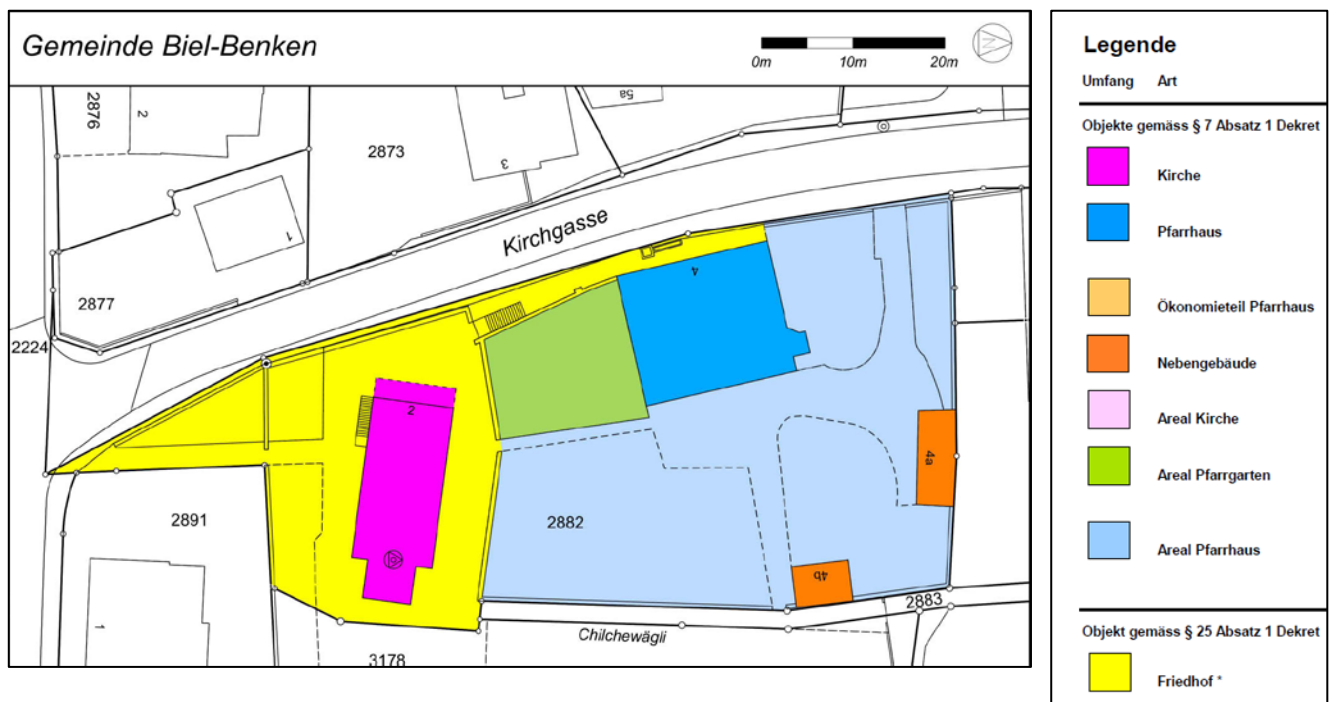 Gemeinde Biel-Benken
0m 10m 20m
N
2876
2
2873
3
5a
1
2877
Kirchgasse
4
2224
2
4a
2891
2882
4b
2883
1
Chilchewägli
3178
Legende
Umfang Art
Objekte gemäss § 7 Absatz 1 Dekret
Kirche
Pfarrhaus
Ökonomieteil Pfarrhaus
Nebengebäude
Areal Kirche
Areal Pfarrgarten
Areal Pfarrhaus
Objekt gemäss § 25 Absatz 1 Dekret
Friedhof *